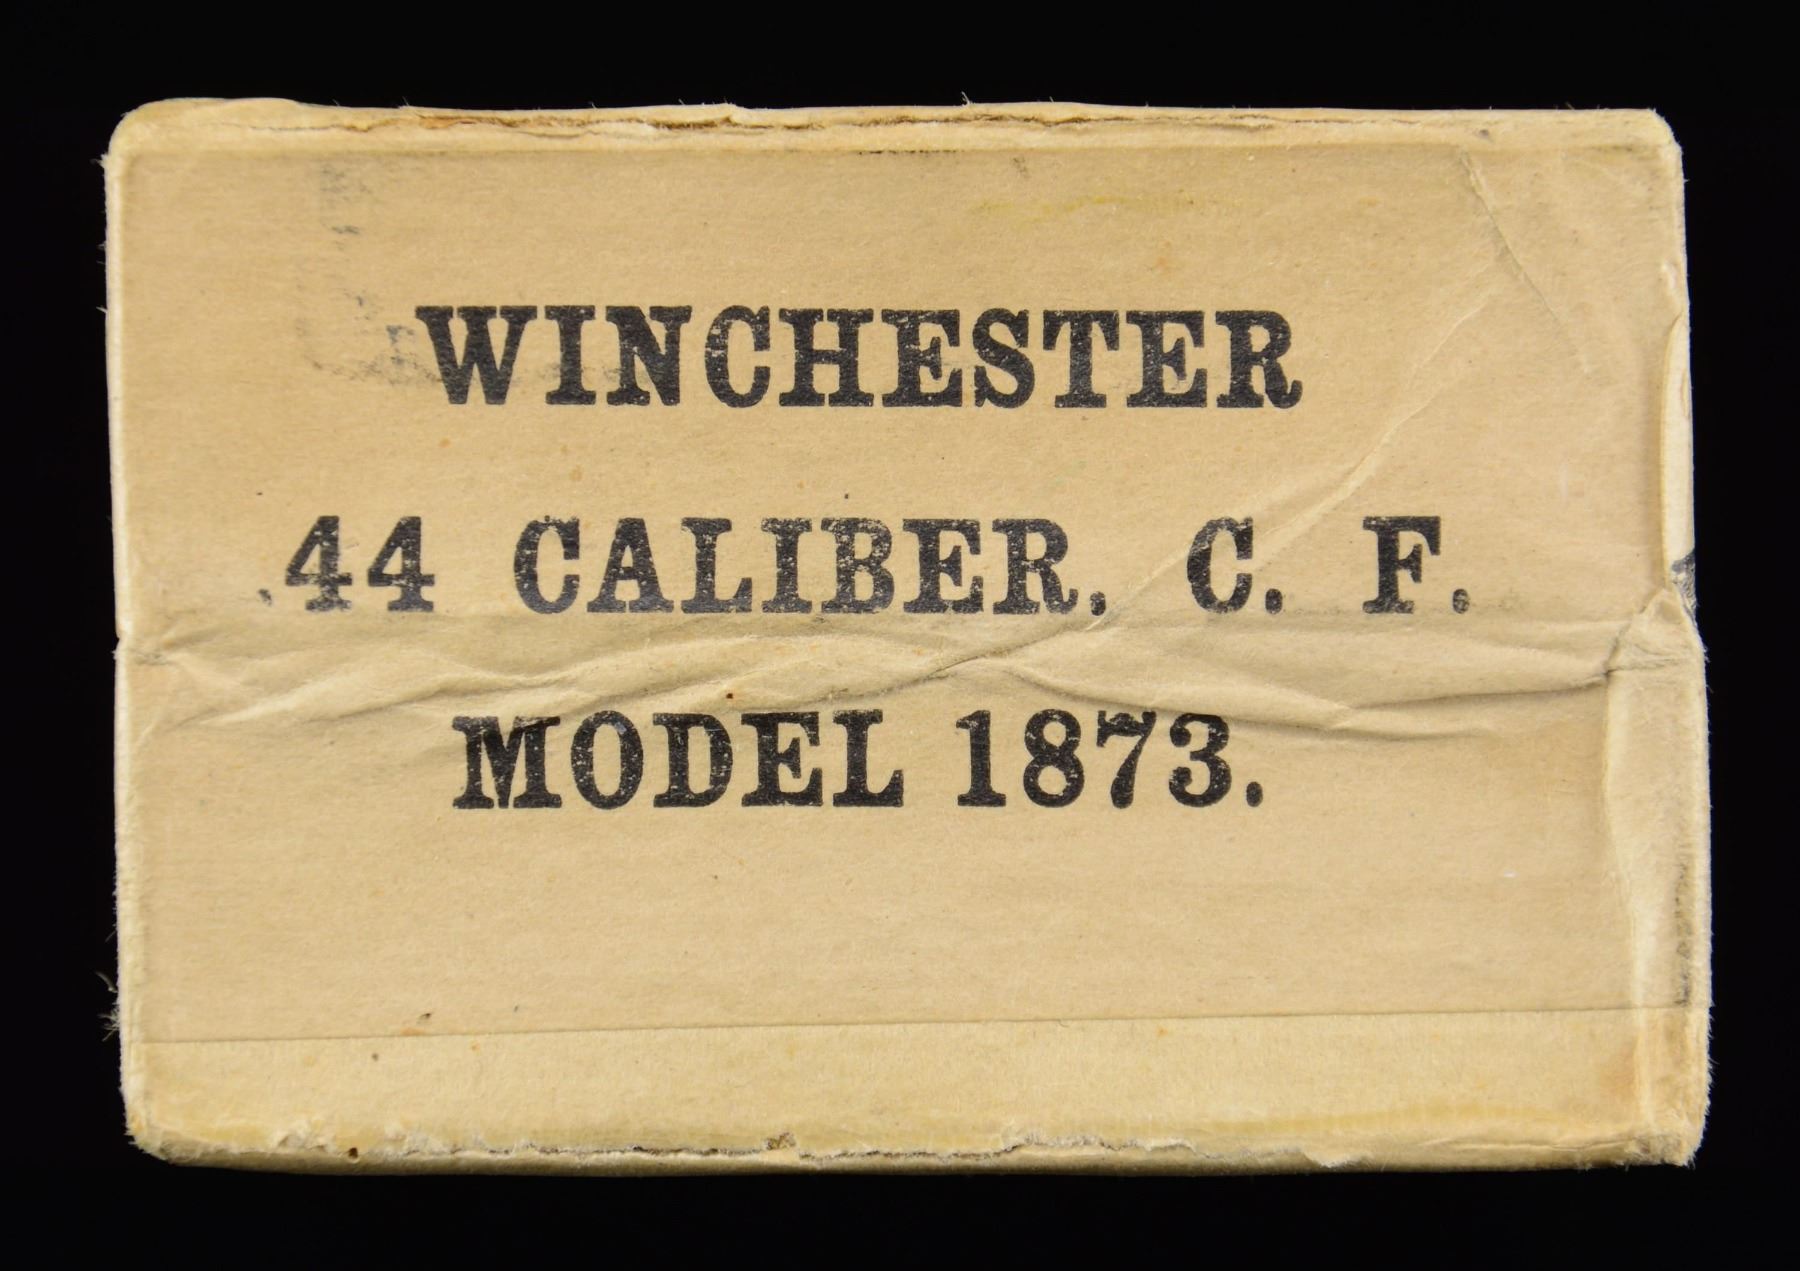 WINCHESTER
.44 CALIBER. C. F.
MODEL 1873.